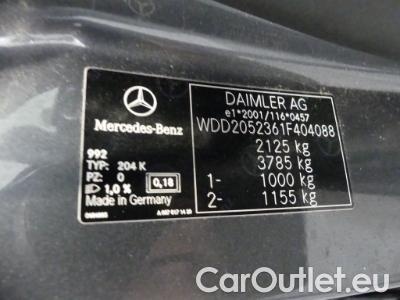 Mercedes-Benz
992
TYP: 204 K
PZ: 0
1,0 %
0,18
Made in Germany
DAIMLER AG
e1*2001/116*0457
WDD2052361F404088
2125 kg
3785 kg
1- 1000 kg
2- 1155 kg
CarOutlet.eu